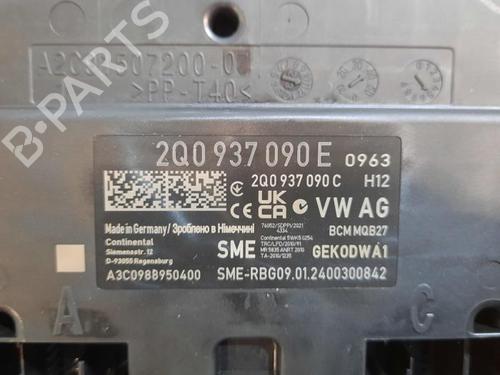 >PP-T40<
2Q0 937 090 E 0963
2Q0 937 090 C H12
UK CA VW AG
Made in Germany / Зроблено в Німеччині
BCM MQB27
Continental
Siemensstr. 12
D-93055 Regensburg
SME GEK0DWA1
A3C0988950400 SME-RBG09.01.2400300842
A
C
B-Parts